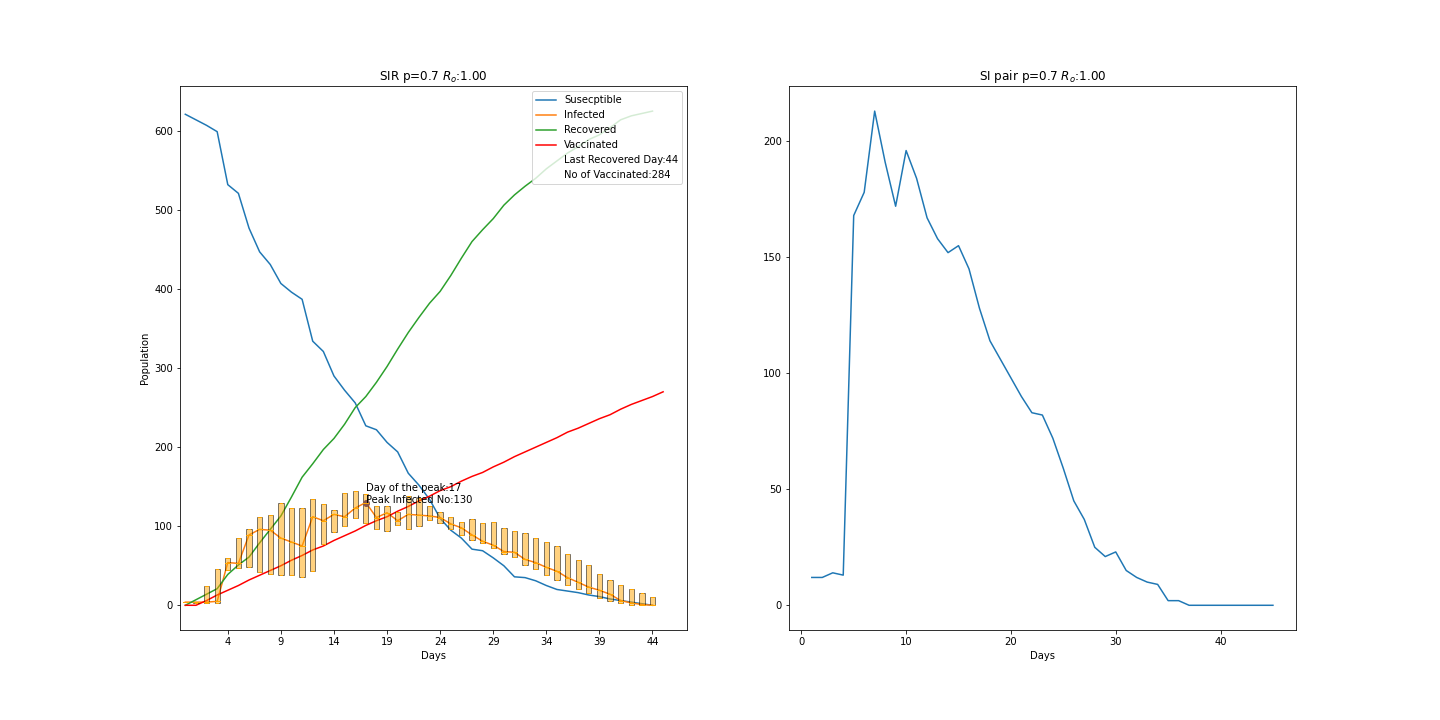 SIR p=0.7 Rₒ:1.00
Susecptible
Infected
Recovered
Vaccinated
Last Recovered Day:44
No of Vaccinated:284
600
500
400
300
200
100
0
Population
Day of the peak:17
Peak Infected No:130
4 9 14 19 24 29 34 39 44
Days
SI pair p=0.7 Rₒ:1.00
200
150
100
50
0
0 10 20 30 40
Days